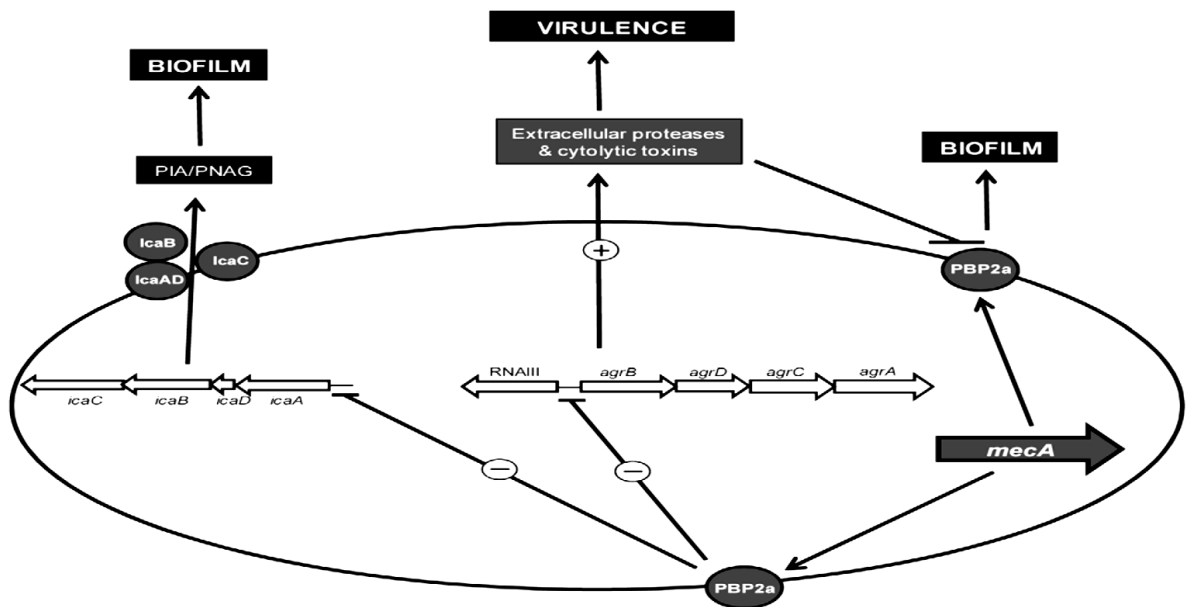 VIRULENCE
BIOFILM
Extracellular proteases
& cytolytic toxins
BIOFILM
PIA/PNAG
IcaB
IcaC
IcaAD
PBP2a
+
RNAIII agrB agrD agrC agrA
icaC icaB icaD icaA
mecA
−
−
PBP2a